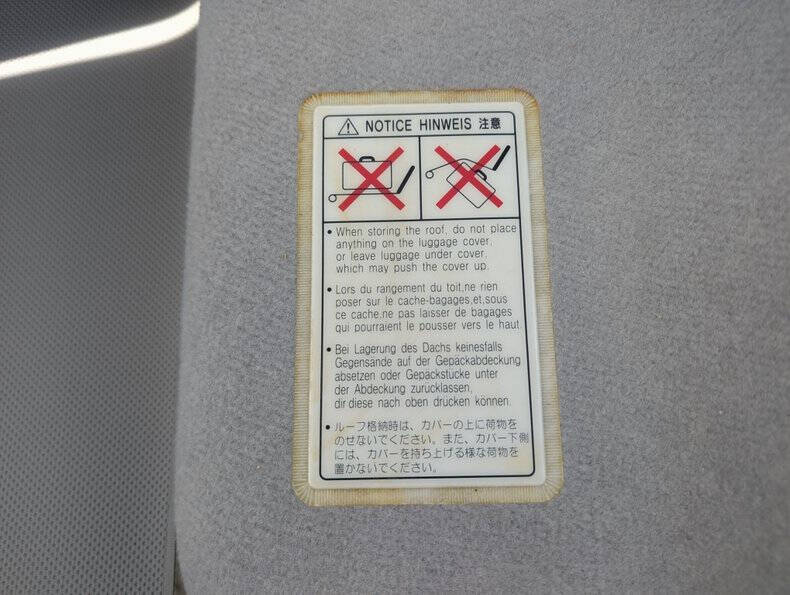 NOTICE HINWEIS 注意
• When storing the roof, do not place
anything on the luggage cover,
or leave luggage under cover,
which may push the cover up.
• Lors du rangement du toit,ne rien
poser sur le cache-bagages,et,sous
ce cache,ne pas laisser de bagages
qui pourraient le pousser vers le haut.
• Bei Lagerung des Dachs keinesfalls
Gegensande auf der Gepäckabdeckung
absetzen oder Gepäckstücke unter
der Abdeckung zurücklassen,
dir diese nach oben drücken können.
• ルーフ格納時は、カバーの上に荷物を
のせないでください。また、カバー下側
には、カバーを持ち上げる様な荷物を
置かないでください。